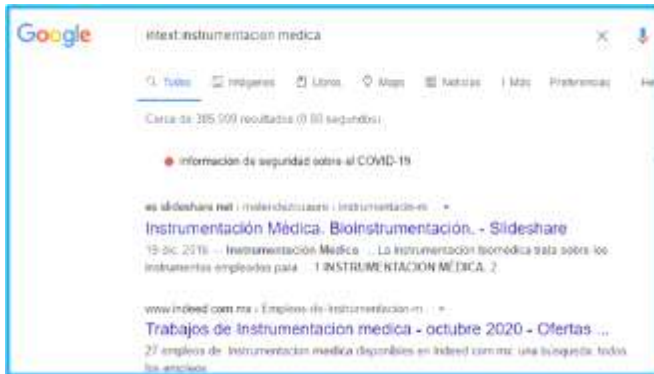 Google
intext:instrumentacion medica
Todos Imágenes Libros Maps Noticias Más Preferencias
Cerca de 385,000 resultados segundos)
Información de seguridad sobre el COVID-19
es.slideshare.net
Instrumentación Médica. Bioinstrumentación. - Slideshare
19 dic. 2016 — Instrumentación Médica ... La instrumentación biomédica trata sobre los
instrumentos empleados para ... 1 INSTRUMENTACIÓN MÉDICA. 2
www.indeed.com.mx › Empleos-de-Instrumentacion-m...
Trabajos de Instrumentacion medica - octubre 2020 - Ofertas ...
27 empleos de Instrumentacion medica disponibles en Indeed com mx. una búsqueda. todos
los empleos